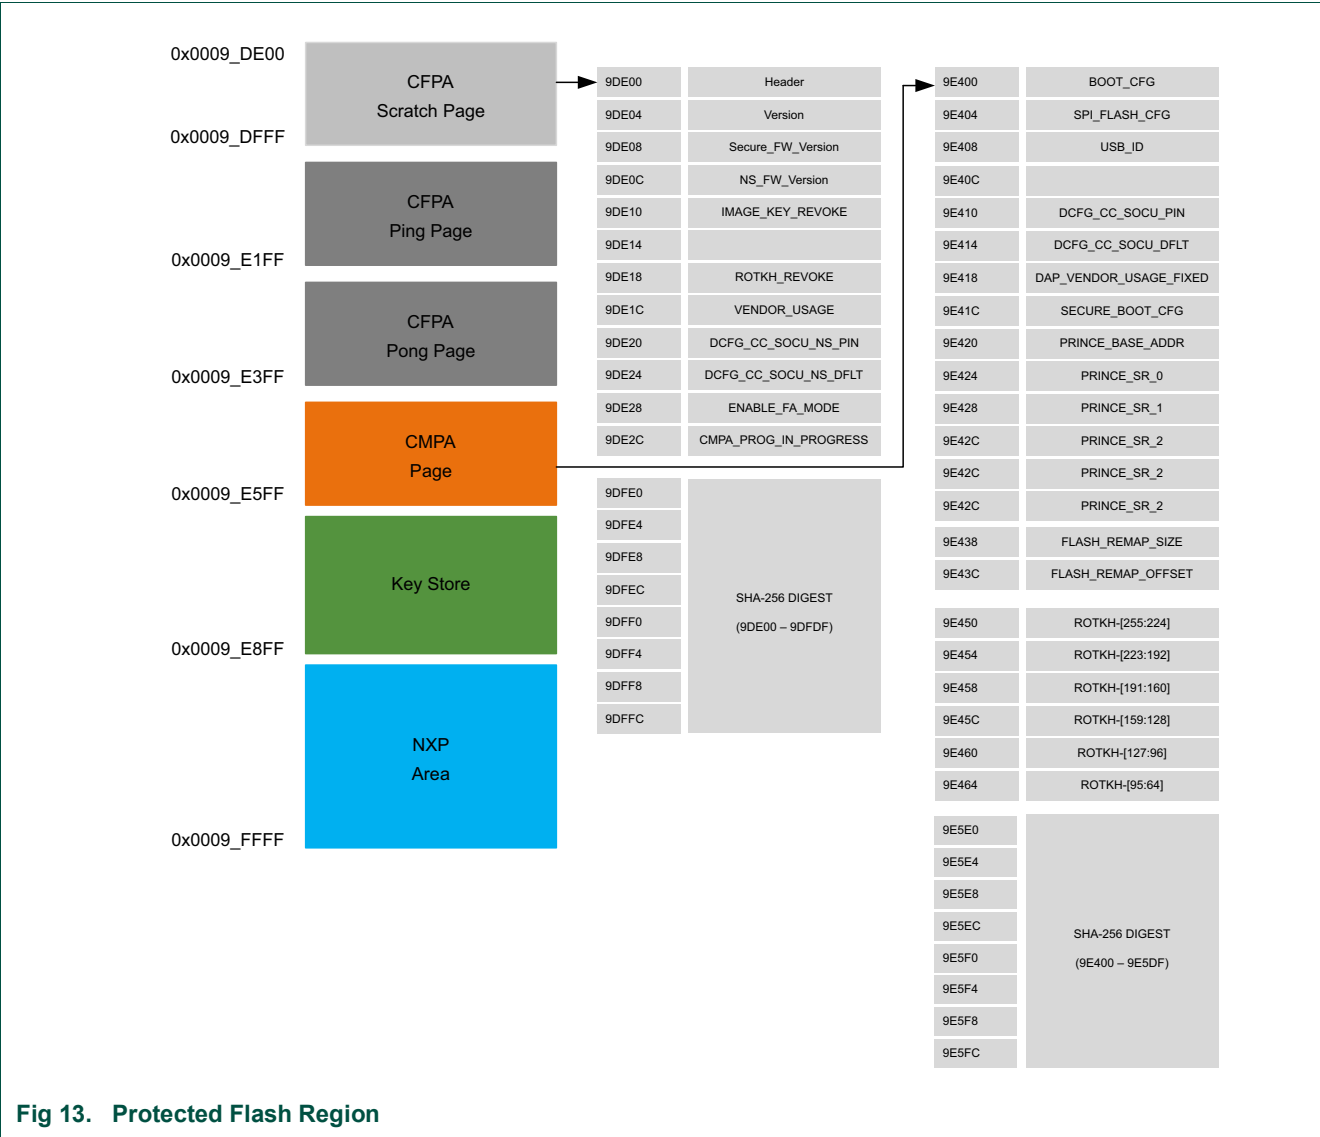 0x0009_DE00
CFPA
Scratch Page
0x0009_DFFF
CFPA
Ping Page
0x0009_E1FF
CFPA
Pong Page
0x0009_E3FF
CMPA
Page
0x0009_E5FF
Key Store
0x0009_E8FF
NXP
Area
0x0009_FFFF
9DE00 Header
9DE04 Version
9DE08 Secure_FW_Version
9DE0C NS_FW_Version
9DE10 IMAGE_KEY_REVOKE
9DE14
9DE18 ROTKH_REVOKE
9DE1C VENDOR_USAGE
9DE20 DCFG_CC_SOCU_NS_PIN
9DE24 DCFG_CC_SOCU_NS_DFLT
9DE28 ENABLE_FA_MODE
9DE2C CMPA_PROG_IN_PROGRESS
9DFE0
9DFE4
9DFE8
9DFEC
9DFF0
9DFF4
9DFF8
9DFFC
SHA-256 DIGEST
(9DE00 – 9DFDF)
9E400 BOOT_CFG
9E404 SPI_FLASH_CFG
9E408 USB_ID
9E40C
9E410 DCFG_CC_SOCU_PIN
9E414 DCFG_CC_SOCU_DFLT
9E418 DAP_VENDOR_USAGE_FIXED
9E41C SECURE_BOOT_CFG
9E420 PRINCE_BASE_ADDR
9E424 PRINCE_SR_0
9E428 PRINCE_SR_1
9E42C PRINCE_SR_2
9E42C PRINCE_SR_2
9E42C PRINCE_SR_2
9E438 FLASH_REMAP_SIZE
9E43C FLASH_REMAP_OFFSET
9E450 ROTKH-[255:224]
9E454 ROTKH-[223:192]
9E458 ROTKH-[191:160]
9E45C ROTKH-[159:128]
9E460 ROTKH-[127:96]
9E464 ROTKH-[95:64]
9E5E0
9E5E4
9E5E8
9E5EC
9E5F0
9E5F4
9E5F8
9E5FC
SHA-256 DIGEST
(9E400 – 9E5DF)
Fig 13. Protected Flash Region